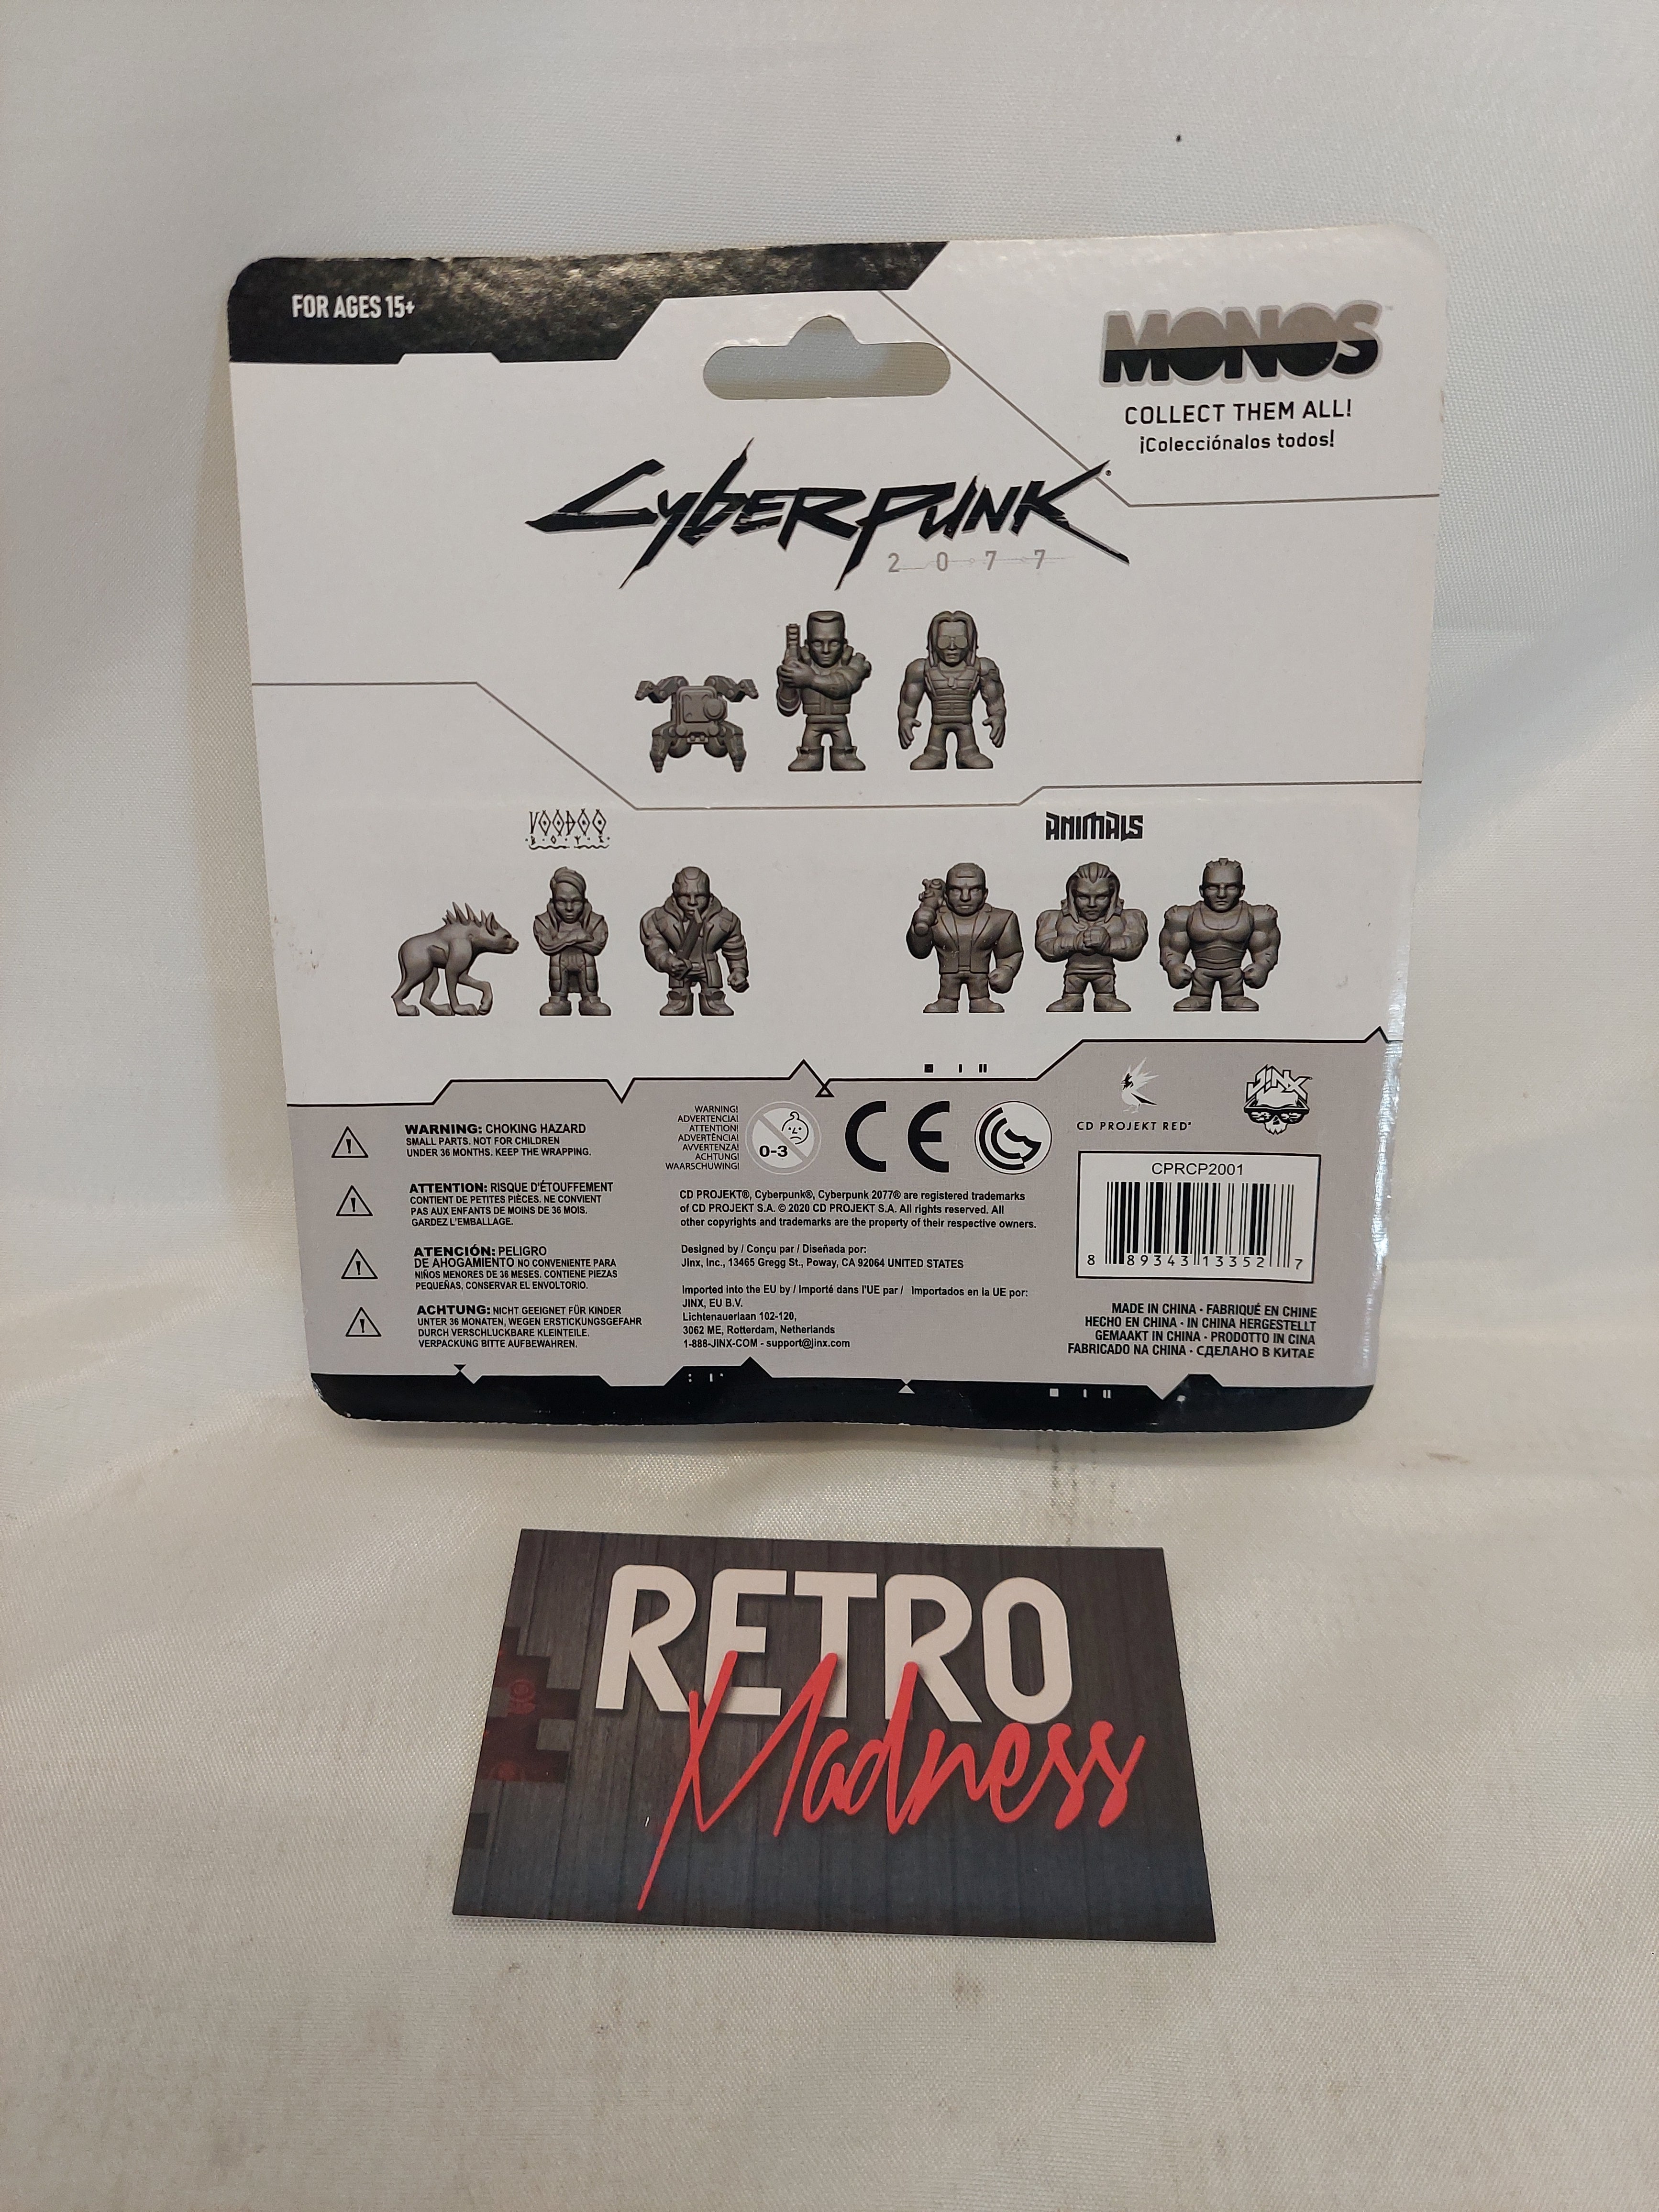 FOR AGES 15+
MONOS
COLLECT THEM ALL!
¡Colecciónalos todos!
Cyberpunk
2077
VOODOO
BOYS
ANIMALS
WARNING: CHOKING HAZARD
SMALL PARTS. NOT FOR CHILDREN
UNDER 36 MONTHS. KEEP THE WRAPPING.
ATTENTION: RISQUE D'ÉTOUFFEMENT
CONTIENT DE PETITES PIÈCES. NE CONVIENT
PAS AUX ENFANTS DE MOINS DE 36 MOIS.
GARDEZ L'EMBALLAGE.
ATENCIÓN: PELIGRO
DE AHOGAMIENTO NO CONVENIENTE PARA
NIÑOS MENORES DE 36 MESES. CONTIENE PIEZAS
PEQUEÑAS, CONSERVAR EL ENVOLTORIO.
ACHTUNG: NICHT GEEIGNET FÜR KINDER
UNTER 36 MONATEN, WEGEN ERSTICKUNGSGEFAHR
DURCH VERSCHLUCKBARE KLEINTEILE.
VERPACKUNG BITTE AUFBEWAHREN.
WARNING!
ADVERTENCIA!
ATTENTION!
ADVERTÊNCIA!
AVVERTENZA!
ACHTUNG!
WAARSCHUWING!
0-3
CE
CD PROJEKT®, Cyberpunk®, Cyberpunk 2077® are registered trademarks
of CD PROJEKT S.A. © 2020 CD PROJEKT S.A. All rights reserved. All
other copyrights and trademarks are the property of their respective owners.
Designed by / Conçu par / Diseñada por:
Jinx, Inc., 13465 Gregg St., Poway, CA 92064 UNITED STATES
Imported into the EU by / Importé dans l'UE par / Importados en la UE por:
JINX, EU B.V.
Lichtenauerlaan 102-120,
3062 ME, Rotterdam, Netherlands
1-888-JINX-COM - support@jinx.com
CD PROJEKT RED®
JINX
CPRCP2001
8 89343 13352 7
MADE IN CHINA · FABRIQUÉ EN CHINE
HECHO EN CHINA · IN CHINA HERGESTELLT
GEMAAKT IN CHINA · PRODOTTO IN CINA
FABRICADO NA CHINA · СДЕЛАНО В КИТАЕ
RETRO
Madness